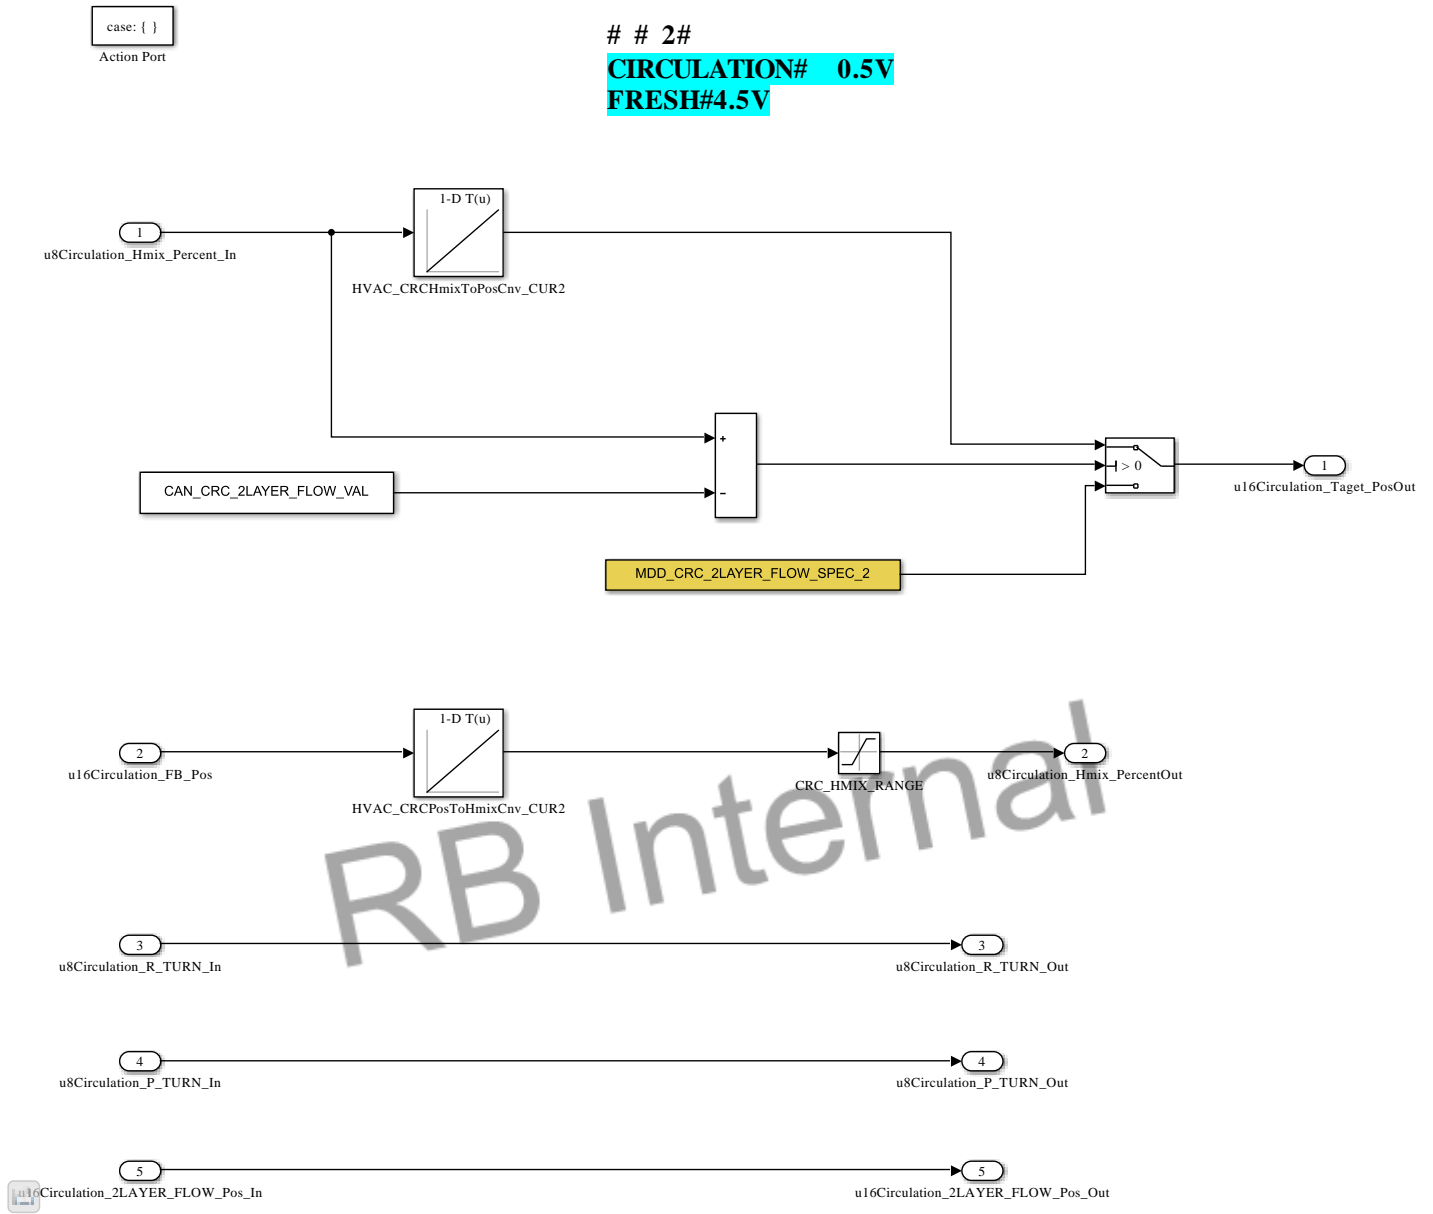 case: { }
Action Port
# # 2#
CIRCULATION# 0.5V
FRESH#4.5V
1-D T(u)
1
u8Circulation_Hmix_Percent_In
HVAC_CRCHmixToPosCnv_CUR2
+
CAN_CRC_2LAYER_FLOW_VAL
−
> 0
1
u16Circulation_Taget_PosOut
MDD_CRC_2LAYER_FLOW_SPEC_2
1-D T(u)
2
u16Circulation_FB_Pos
HVAC_CRCPosToHmixCnv_CUR2
CRC_HMIX_RANGE
2
u8Circulation_Hmix_PercentOut
RB Internal
3
u8Circulation_R_TURN_In
3
u8Circulation_R_TURN_Out
4
u8Circulation_P_TURN_In
4
u8Circulation_P_TURN_Out
5
u16Circulation_2LAYER_FLOW_Pos_In
5
u16Circulation_2LAYER_FLOW_Pos_Out